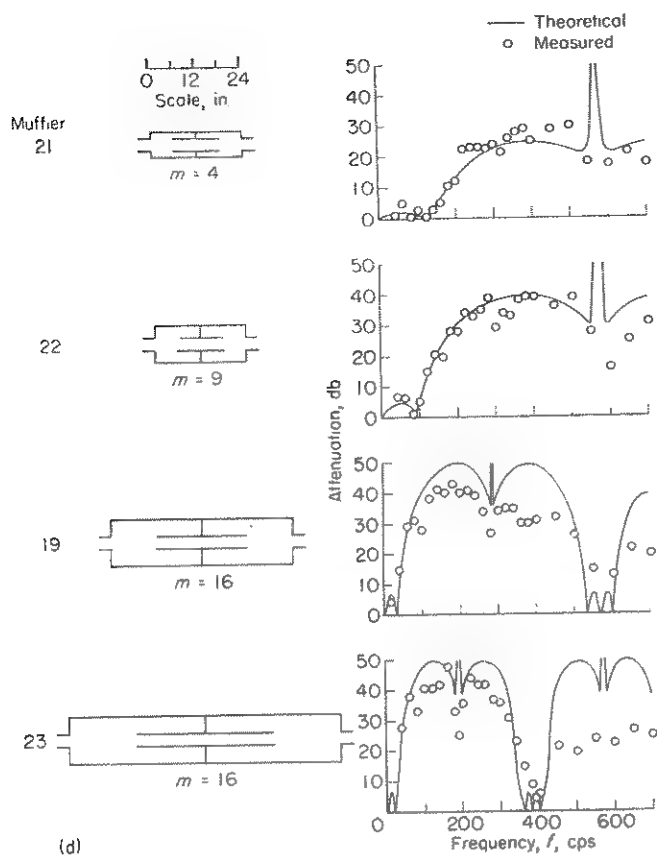 — Theoretical
o Measured
0 12 24
Scale, in
Muffler
21
m = 4
50
40
30
20
10
0
22
m = 9
50
40
30
20
10
0
Attenuation, db
19
m = 16
50
40
30
20
10
0
23
m = 16
50
40
30
20
10
0 200 400 600
Frequency, f, cps
(d)